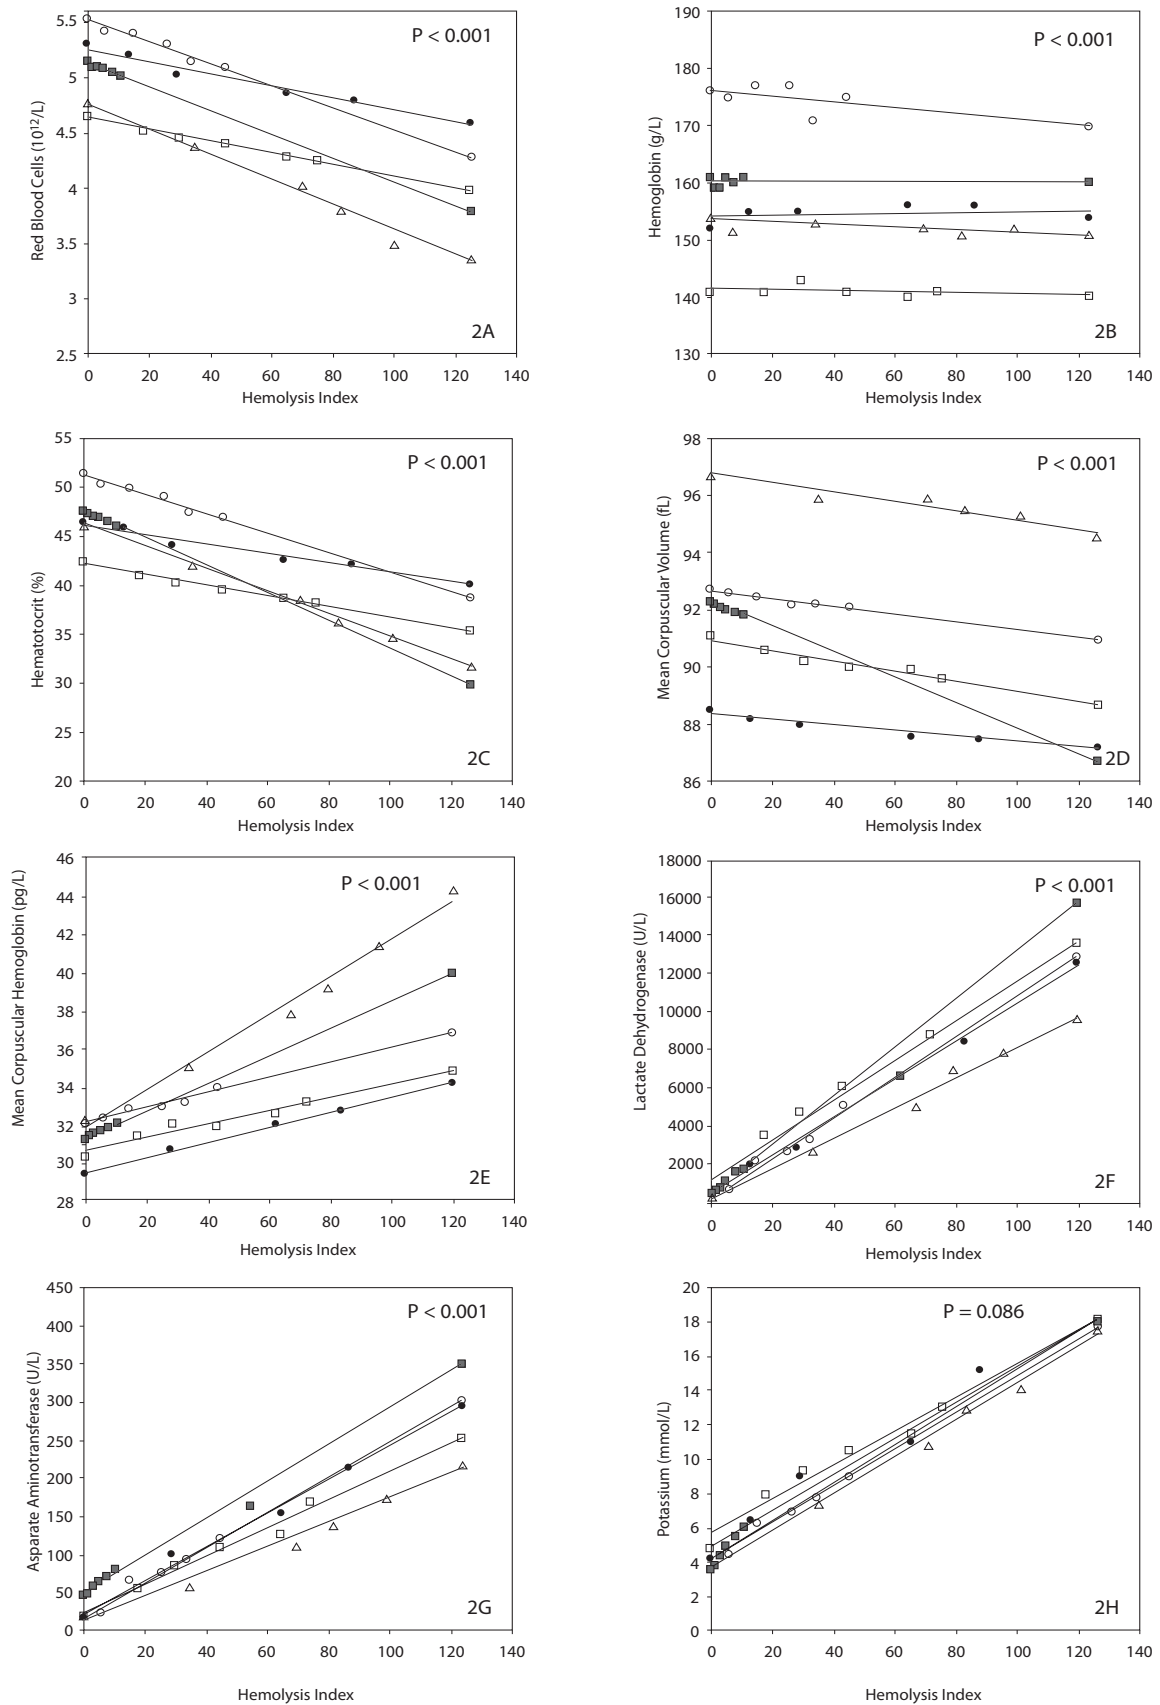 5.5
5
4.5
4
3.5
3
2.5
0 20 40 60 80 100 120 140
Red Blood Cells (10¹²/L)
Hemolysis Index
P < 0.001
2A
190
180
170
160
150
140
130
0 20 40 60 80 100 120 140
Hemoglobin (g/L)
Hemolysis Index
P < 0.001
2B
55
50
45
40
35
30
25
20
0 20 40 60 80 100 120 140
Hematotocrit (%)
Hemolysis Index
P < 0.001
2C
98
96
94
92
90
88
86
0 20 40 60 80 100 120 140
Mean Corpuscular Volume (fL)
Hemolysis Index
P < 0.001
2D
46
44
42
40
38
36
34
32
30
28
0 20 40 60 80 100 120 140
Mean Corpuscular Hemoglobin (pg/L)
Hemolysis Index
P < 0.001
2E
18000
16000
14000
12000
10000
8000
6000
4000
2000
0 20 40 60 80 100 120 140
Lactate Dehydrogenase (U/L)
Hemolysis Index
P < 0.001
2F
450
400
350
300
250
200
150
100
50
0
0 20 40 60 80 100 120 140
Asparate Aminotransferase (U/L)
Hemolysis Index
P < 0.001
2G
20
18
16
14
12
10
8
6
4
2
0
0 20 40 60 80 100 120 140
Potassium (mmol/L)
Hemolysis Index
P = 0.086
2H